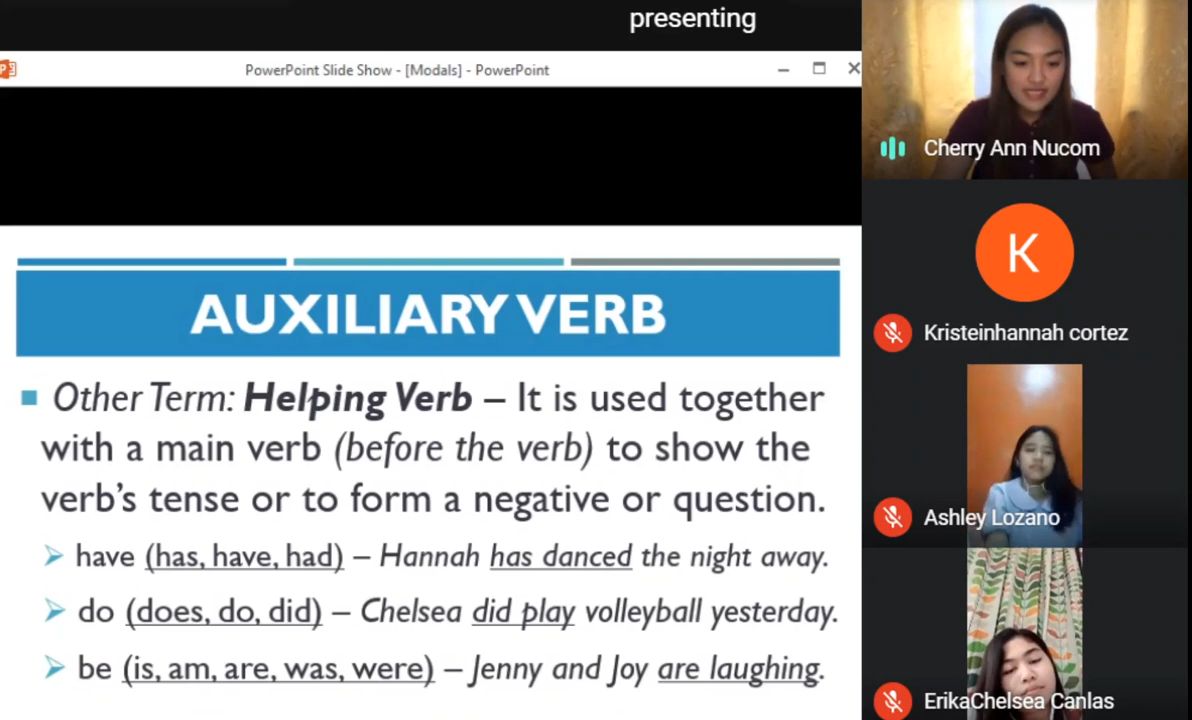 presenting
PowerPoint Slide Show - [Modals] - PowerPoint
AUXILIARY VERB
Other Term: Helping Verb – It is used together
with a main verb (before the verb) to show the
verb's tense or to form a negative or question.
have (has, have, had) – Hannah has danced the night away.
do (does, do, did) – Chelsea did play volleyball yesterday.
be (is, am, are, was, were) – Jenny and Joy are laughing.
Cherry Ann Nucom
K
Kristeinhannah cortez
Ashley Lozano
ErikaChelsea Canlas